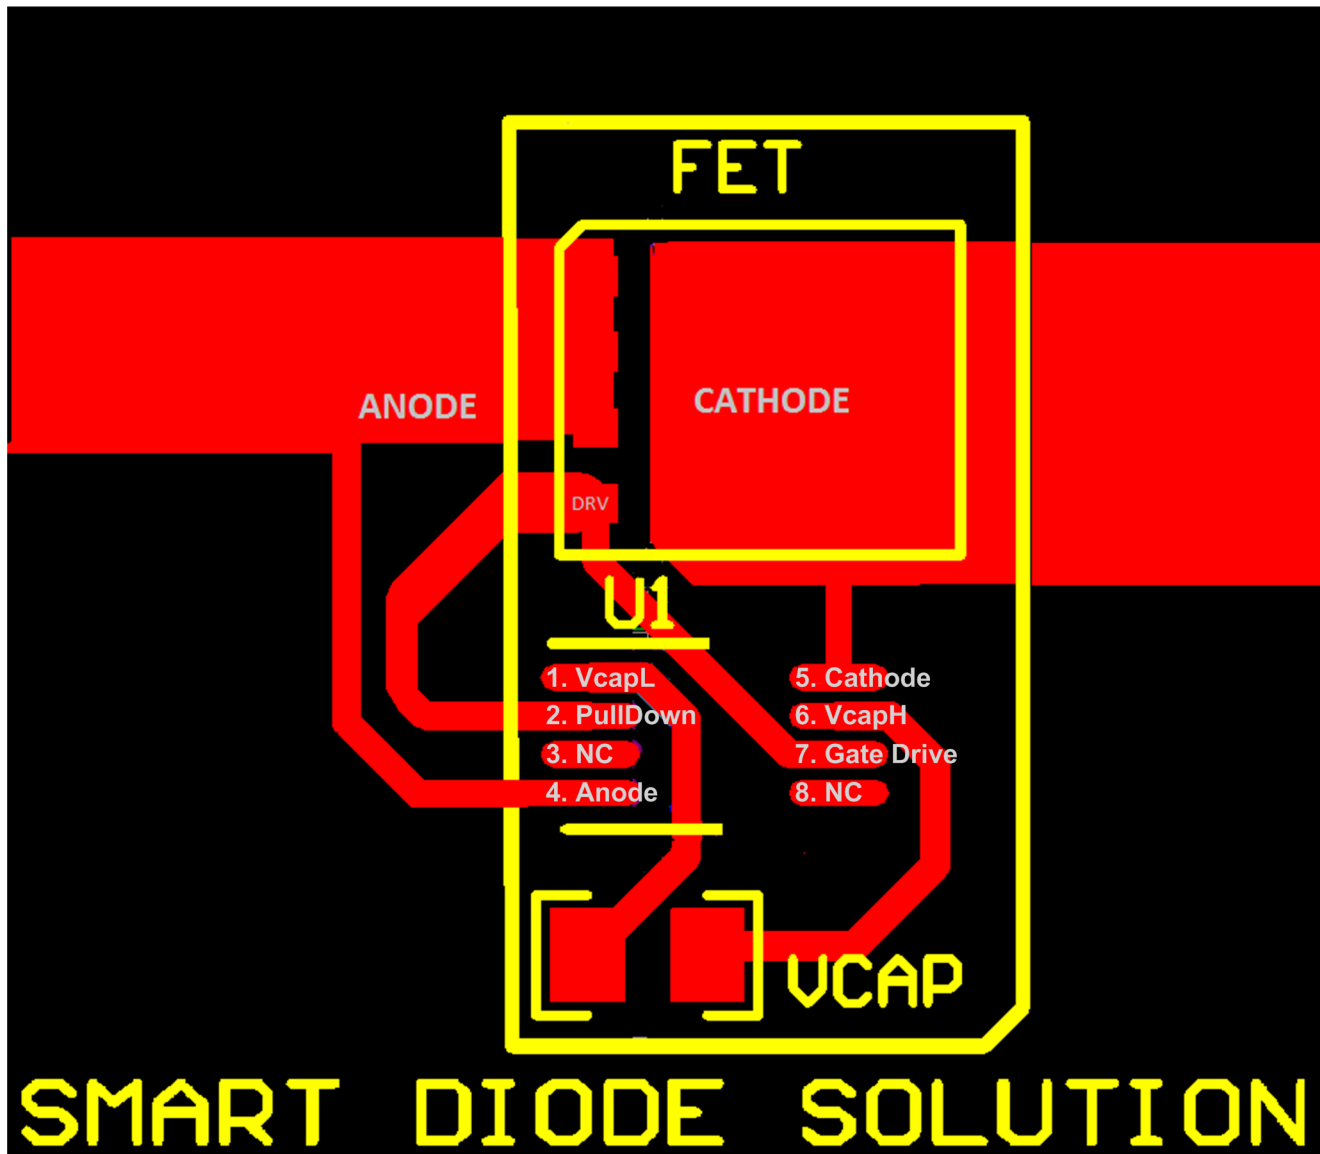 FET
ANODE
CATHODE
DRV
U1
1. VcapL
2. PullDown
3. NC
4. Anode
5. Cathode
6. VcapH
7. Gate Drive
8. NC
VCAP
SMART DIODE SOLUTION